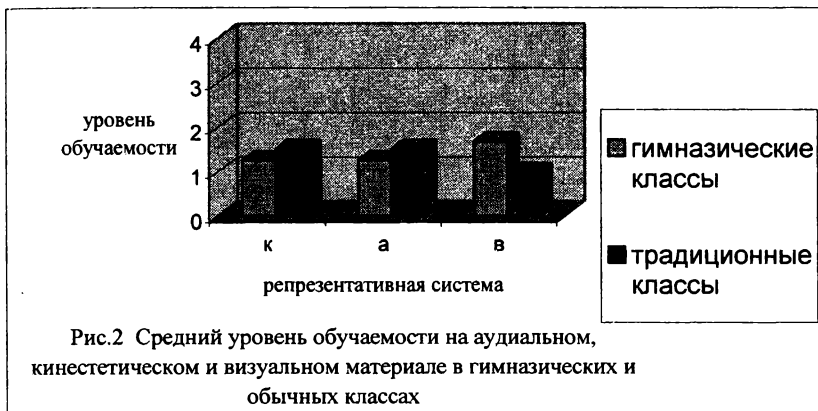 4
3
2
1
0
уровень
обучаемости
к а в
репрезентативная система
гимназические
классы
традиционные
классы
Рис.2 Средний уровень обучаемости на аудиальном,
кинестетическом и визуальном материале в гимназических и
обычных классах